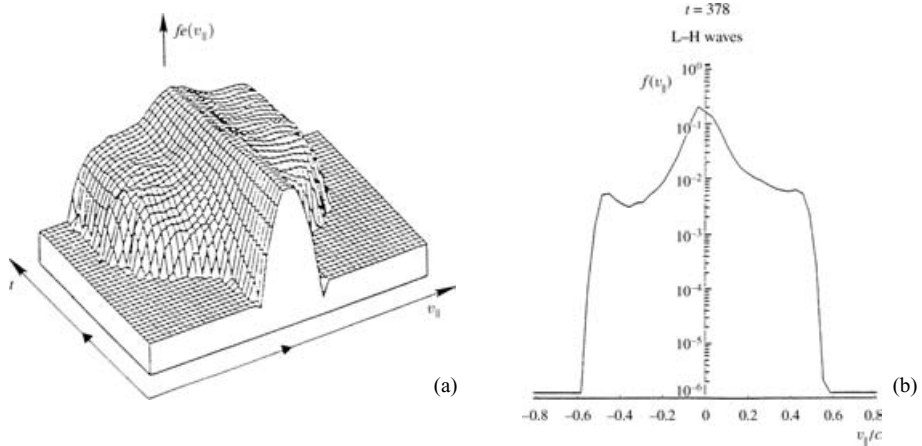 fe(v∥)
t
v∥
(a)
t = 378
L–H waves
f(v∥)
10⁰
10⁻¹
10⁻²
10⁻³
10⁻⁴
10⁻⁵
10⁻⁶
–0.8 –0.6 –0.4 –0.2 0 0.2 0.4 0.6 0.8
v∥/c
(b)